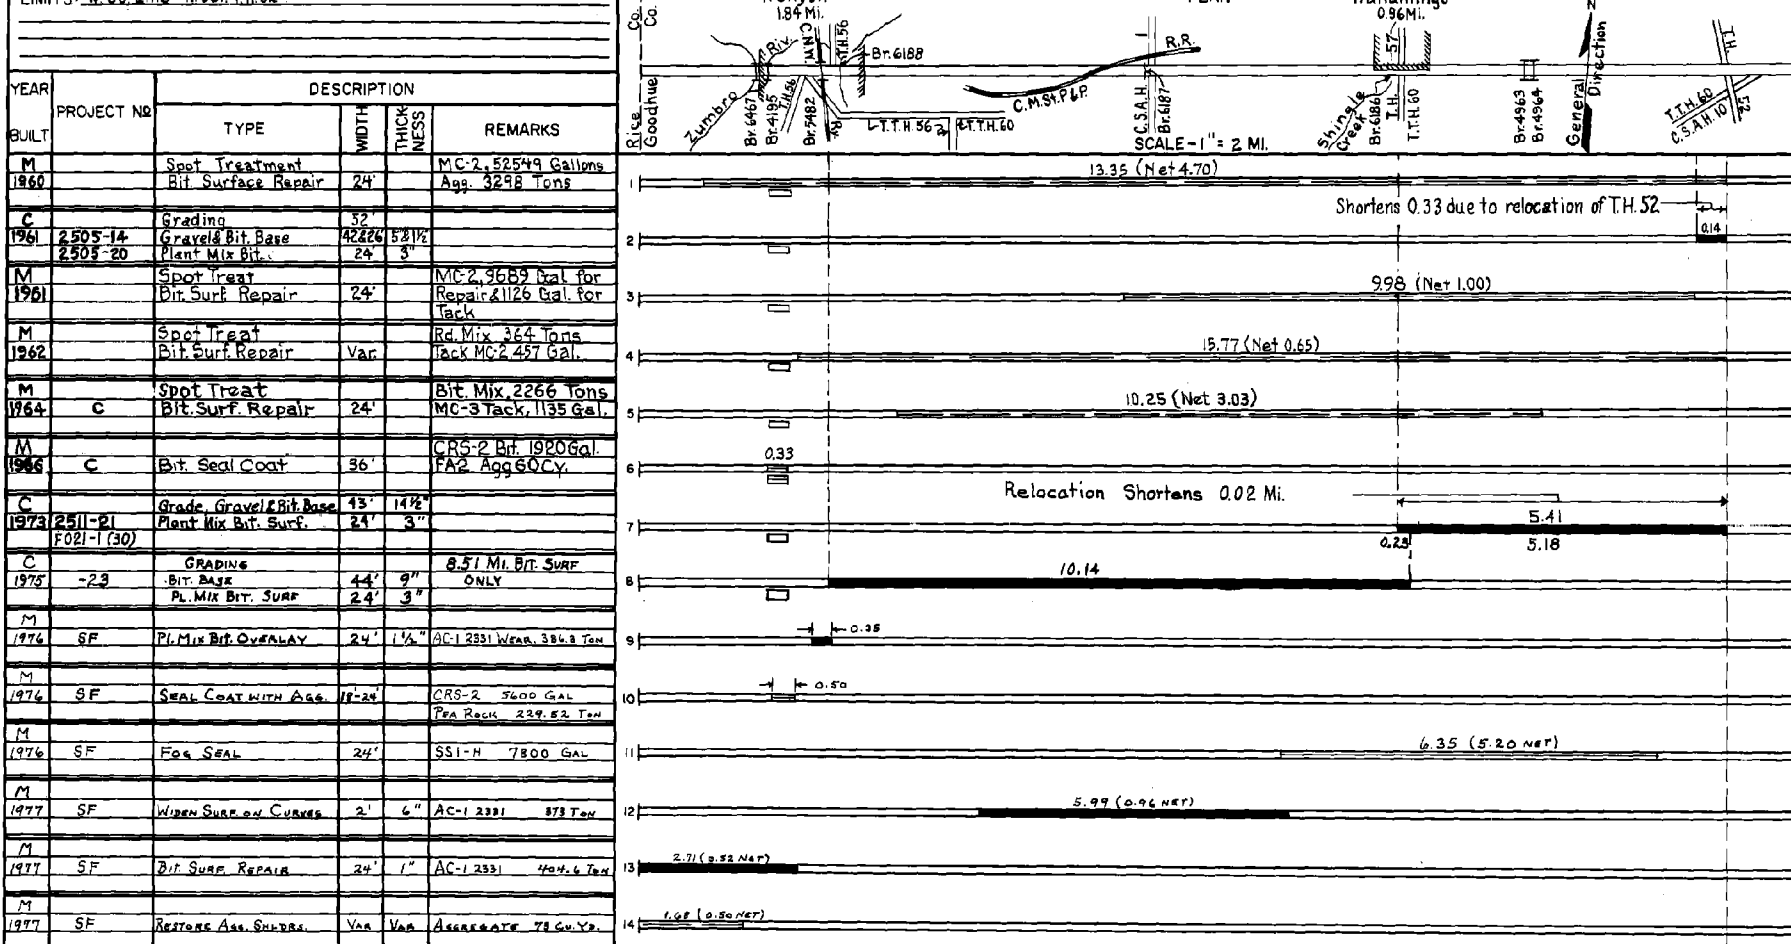 1.84 Mi.
0.96 Mi.
N
Rice Co.
Goodhue Co.
Zumbro Riv.
Br. 6467
Br. 4195
T.H. 56
Br. 5482
C.N.W. Ry.
T.H. 56
Br. 6188
T.T.H. 56
T.T.H. 60
C.M.St.P.&P. R.R.
C.S.A.H. 1
Br. 6187
SCALE-1" = 2 MI.
Shingle Creek
Br. 6186
T.H. 57
T.T.H. 60
Br. 4963
Br. 4964
General Direction
T.H. 52
T.T.H. 60
C.S.A.H. 10
YEAR BUILT
PROJECT NO
DESCRIPTION
TYPE
WIDTH
THICKNESS
REMARKS
M Spot Treatment MC-2, 52549 Gallons
1960 Bit. Surface Repair 24' Agg. 3298 Tons
1 13.35 (Net 4.70)
Shortens 0.33 due to relocation of T.H. 52
C Grading 32'
1961 2505-14 Gravel & Bit. Base 42&26 5&1½
2505-20 Plant Mix Bit. 24' 3"
2 0.14
M Spot Treat MC-2, 9689 Gal. for
1961 Bit. Surf. Repair 24' Repair & 1126 Gal. for
Tack
3 9.98 (Net 1.00)
M Spot Treat Rd. Mix 364 Tons
1962 Bit. Surf. Repair Var. Tack MC-2 457 Gal.
4 15.77 (Net 0.65)
M Spot Treat Bit. Mix, 2266 Tons
1964 C Bit. Surf. Repair 24' MC-3 Tack, 1135 Gal.
5 10.25 (Net 3.03)
M CRS-2 Bit. 1920 Gal.
1966 C Bit. Seal Coat 36' FA2 Agg 60 Cy.
6 0.33
Relocation Shortens 0.02 Mi.
C Grade, Gravel & Bit. Base 43' 14½"
1973 2511-21 Plant Mix Bit. Surf. 24' 3"
F021-1 (30)
7 5.41
0.23 5.18
C GRADING 8.51 MI. BIT. SURF
1975 -23 BIT. BASE 44' 9" ONLY
PL. MIX BIT. SURF 24' 3"
8 10.14
M
1976 SF PL. MIX BIT. OVERLAY 24' 1½" AC-1 2331 WEAR. 386.3 TON
9 0.35
M
1976 SF SEAL COAT WITH AGG. 18'-24' CRS-2 5600 GAL
PEA ROCK 229.52 TON
10 0.50
M
1976 SF FOG SEAL 24' SS1-H 7800 GAL
11 6.35 (5.20 NET)
M
1977 SF WIDEN SURF. ON CURVES 2' 6" AC-1 2331 573 TON
12 5.99 (0.96 NET)
M
1977 SF BIT. SURF. REPAIR 24' 1" AC-1 2331 404.6 TON
13 2.71 (0.52 NET)
M
1977 SF RESTORE AGG. SHLDRS. VAR VAR AGGREGATE 75 CU. YD.
14 1.68 (0.50 NET)